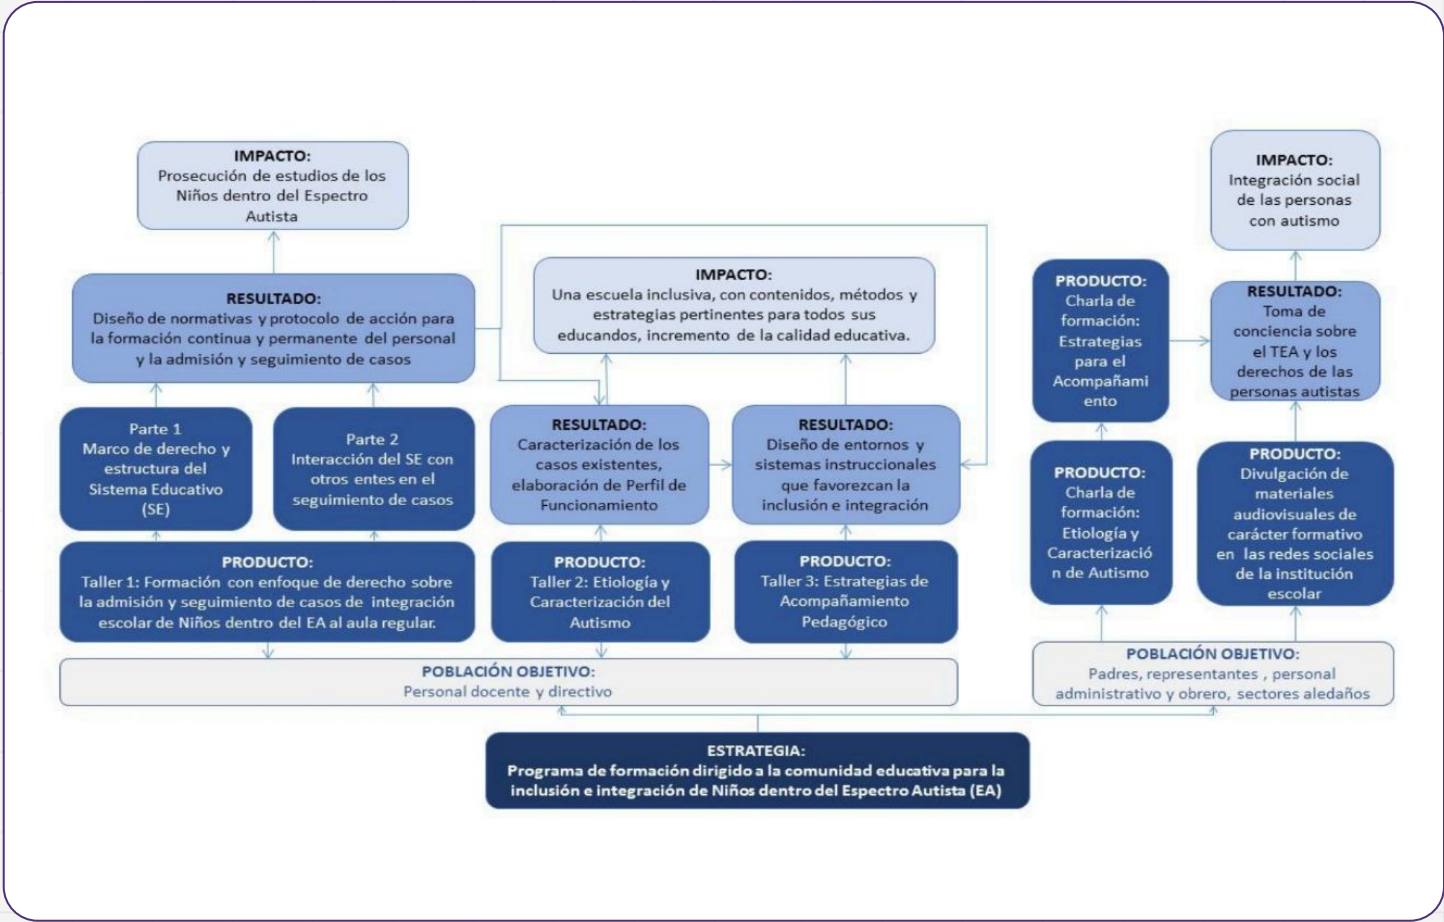 IMPACTO:
Prosecución de estudios de los
Niños dentro del Espectro
Autista
RESULTADO:
Diseño de normativas y protocolo de acción para
la formación continua y permanente del personal
y la admisión y seguimiento de casos
Parte 1
Marco de derecho y
estructura del
Sistema Educativo
(SE)
Parte 2
Interacción del SE con
otros entes en el
seguimiento de casos
PRODUCTO:
Taller 1: Formación con enfoque de derecho sobre
la admisión y seguimiento de casos de integración
escolar de Niños dentro del EA al aula regular.
IMPACTO:
Una escuela inclusiva, con contenidos, métodos y
estrategias pertinentes para todos sus
educandos, incremento de la calidad educativa.
RESULTADO:
Caracterización de los
casos existentes,
elaboración de Perfil de
Funcionamiento
RESULTADO:
Diseño de entornos y
sistemas instruccionales
que favorezcan la
inclusión e integración
PRODUCTO:
Taller 2: Etiología y
Caracterización del
Autismo
PRODUCTO:
Taller 3: Estrategias de
Acompañamiento
Pedagógico
POBLACIÓN OBJETIVO:
Personal docente y directivo
IMPACTO:
Integración social
de las personas
con autismo
PRODUCTO:
Charla de
formación:
Estrategias
para el
Acompañami
ento
RESULTADO:
Toma de
conciencia sobre
el TEA y los
derechos de las
personas autistas
PRODUCTO:
Charla de
formación:
Etiología y
Caracterizació
n de Autismo
PRODUCTO:
Divulgación de
materiales
audiovisuales de
carácter formativo
en las redes sociales
de la institución
escolar
POBLACIÓN OBJETIVO:
Padres, representantes , personal
administrativo y obrero, sectores aledaños
ESTRATEGIA:
Programa de formación dirigido a la comunidad educativa para la
inclusión e integración de Niños dentro del Espectro Autista (EA)